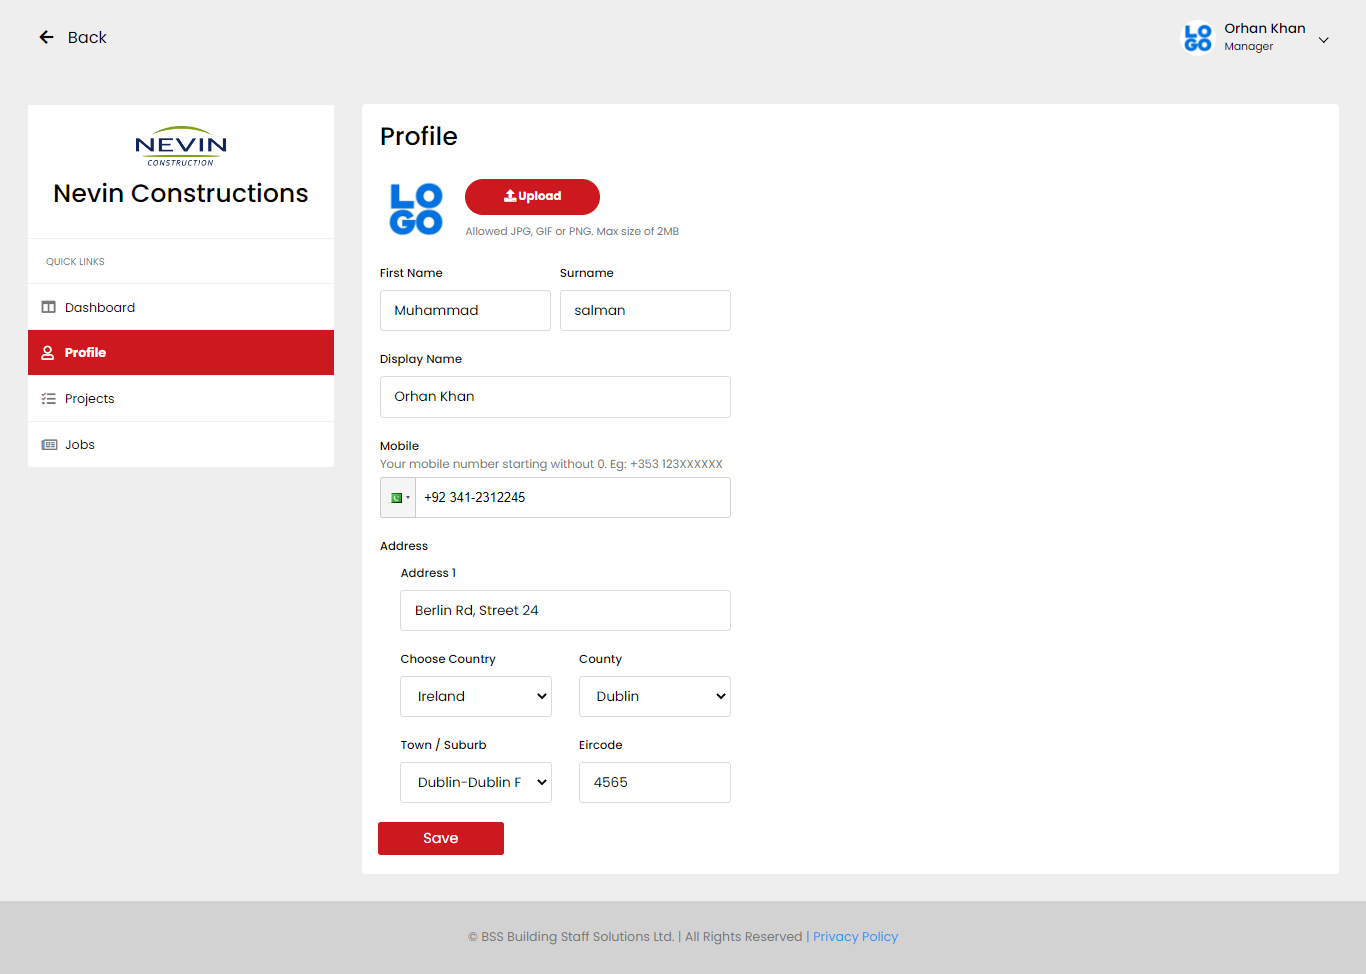 Back
LOGO
Orhan Khan
Manager
NEVIN
CONSTRUCTION
Nevin Constructions
QUICK LINKS
Dashboard
Profile
Projects
Jobs
Profile
LO
GO
Upload
Allowed JPG, GIF or PNG. Max size of 2MB
First Name
Surname
Muhammad
salman
Display Name
Orhan Khan
Mobile
Your mobile number starting without 0. Eg: +353 123XXXXXX
+92 341-2312245
Address
Address 1
Berlin Rd, Street 24
Choose Country
County
Ireland
Dublin
Town / Suburb
Eircode
Dublin-Dublin F
4565
Save
© BSS Building Staff Solutions Ltd. | All Rights Reserved | Privacy Policy